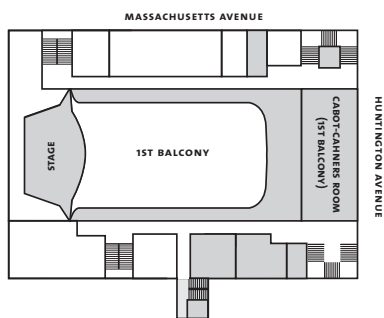 MASSACHUSETTS AVENUE
STAGE
1ST BALCONY
CABOT-CAHNERS ROOM
(1ST BALCONY)
HUNTINGTON AVENUE